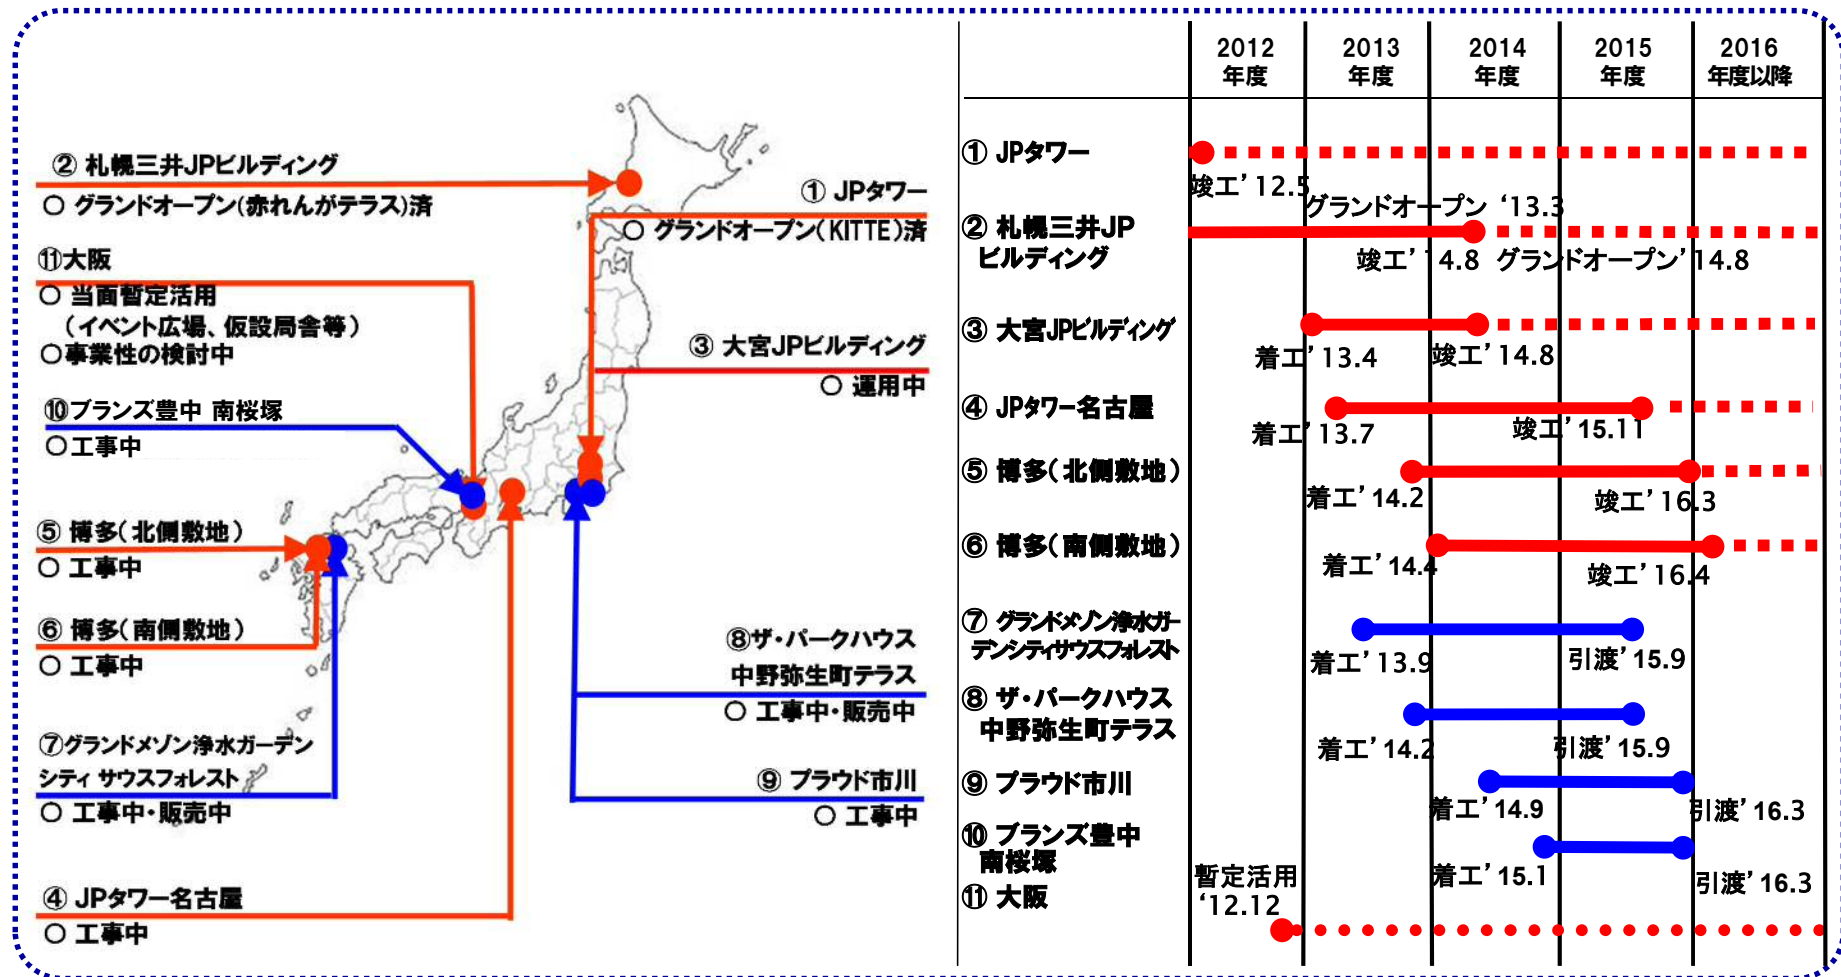 ② 札幌三井JPビルディング
○ グランドオープン(赤れんがテラス)済
① JPタワー
○ グランドオープン(KITTE)済
⑪大阪
○ 当面暫定活用
（イベント広場、仮設局舎等）
○事業性の検討中
③ 大宮JPビルディング
○ 運用中
⑩ブランズ豊中 南桜塚
○工事中
⑤ 博多(北側敷地)
○ 工事中
⑥ 博多(南側敷地)
○ 工事中
⑧ザ・パークハウス
中野弥生町テラス
○ 工事中・販売中
⑦グランドメゾン浄水ガーデン
シティ サウスフォレスト
○ 工事中・販売中
⑨ プラウド市川
○ 工事中
④ JPタワー名古屋
○ 工事中
2012
年度
2013
年度
2014
年度
2015
年度
2016
年度以降
① JPタワー
竣工’12.5
グランドオープン ‘13.3
② 札幌三井JP
ビルディング
竣工’14.8 グランドオープン’14.8
③ 大宮JPビルディング
着工’13.4
竣工’14.8
④ JPタワー名古屋
着工’13.7
竣工’15.11
⑤ 博多(北側敷地)
着工’14.2
竣工’16.3
⑥ 博多(南側敷地)
着工’14.4
竣工’16.4
⑦ グランドメゾン浄水ガー
デンシティサウスフォレスト
着工’13.9
引渡’15.9
⑧ ザ・パークハウス
中野弥生町テラス
着工’14.2
引渡’15.9
⑨ プラウド市川
着工’14.9
引渡’16.3
⑩ ブランズ豊中
南桜塚
着工’15.1
引渡’16.3
⑪ 大阪
暫定活用
‘12.12